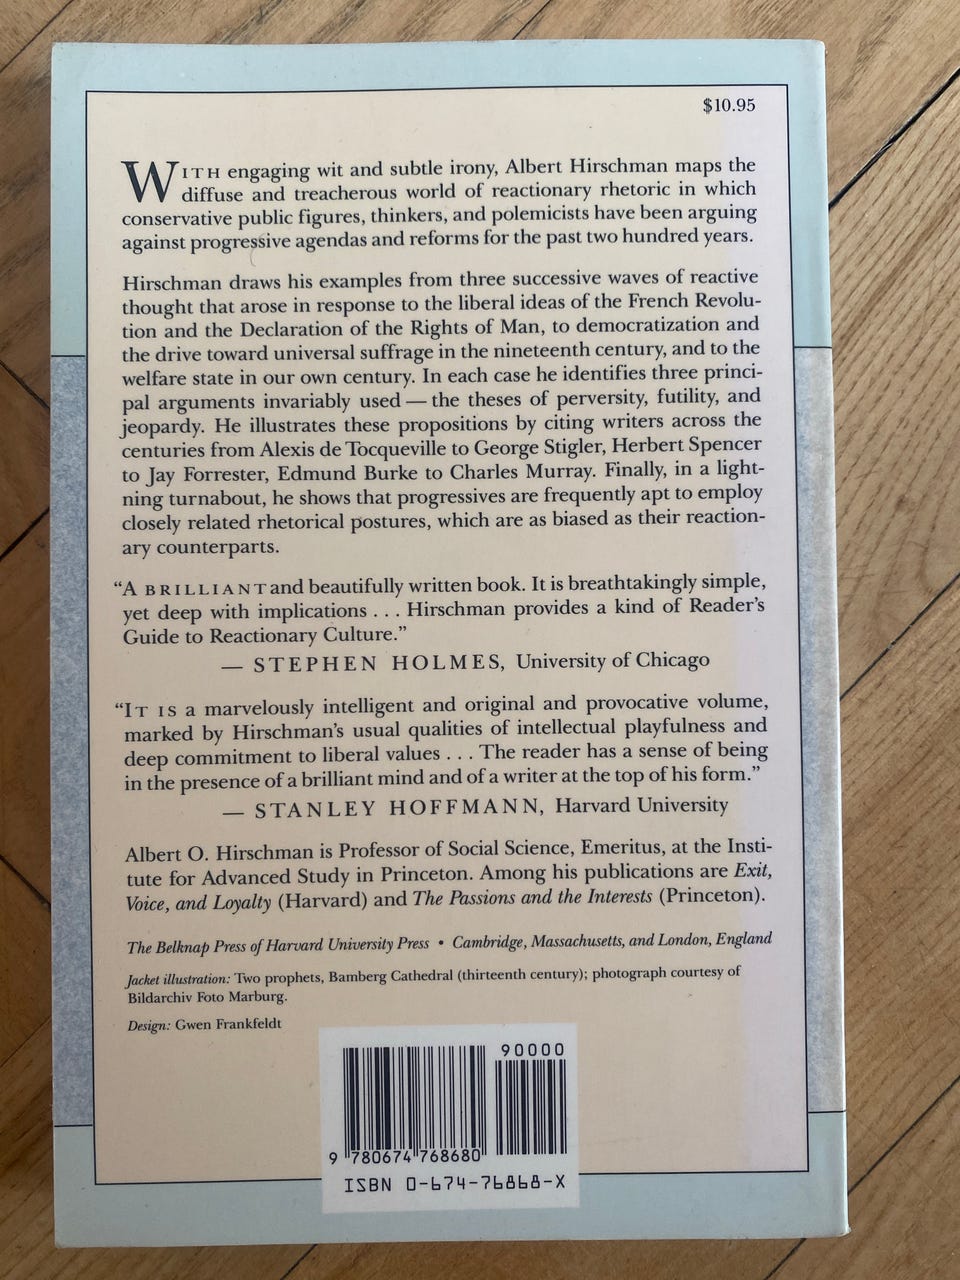 $10.95
WITH engaging wit and subtle irony, Albert Hirschman maps the
diffuse and treacherous world of reactionary rhetoric in which
conservative public figures, thinkers, and polemicists have been arguing
against progressive agendas and reforms for the past two hundred years.
Hirschman draws his examples from three successive waves of reactive
thought that arose in response to the liberal ideas of the French Revolu-
tion and the Declaration of the Rights of Man, to democratization and
the drive toward universal suffrage in the nineteenth century, and to the
welfare state in our own century. In each case he identifies three princi-
pal arguments invariably used — the theses of perversity, futility, and
jeopardy. He illustrates these propositions by citing writers across the
centuries from Alexis de Tocqueville to George Stigler, Herbert Spencer
to Jay Forrester, Edmund Burke to Charles Murray. Finally, in a light-
ning turnabout, he shows that progressives are frequently apt to employ
closely related rhetorical postures, which are as biased as their reaction-
ary counterparts.
“A BRILLIANT and beautifully written book. It is breathtakingly simple,
yet deep with implications . . . Hirschman provides a kind of Reader’s
Guide to Reactionary Culture.”
— STEPHEN HOLMES, University of Chicago
“IT IS a marvelously intelligent and original and provocative volume,
marked by Hirschman’s usual qualities of intellectual playfulness and
deep commitment to liberal values . . . The reader has a sense of being
in the presence of a brilliant mind and of a writer at the top of his form.”
— STANLEY HOFFMANN, Harvard University
Albert O. Hirschman is Professor of Social Science, Emeritus, at the Insti-
tute for Advanced Study in Princeton. Among his publications are Exit,
Voice, and Loyalty (Harvard) and The Passions and the Interests (Princeton).
The Belknap Press of Harvard University Press • Cambridge, Massachusetts, and London, England
Jacket illustration: Two prophets, Bamberg Cathedral (thirteenth century); photograph courtesy of
Bildarchiv Foto Marburg.
Design: Gwen Frankfeldt
90000
9 780674 768680
ISBN 0-674-76868-X